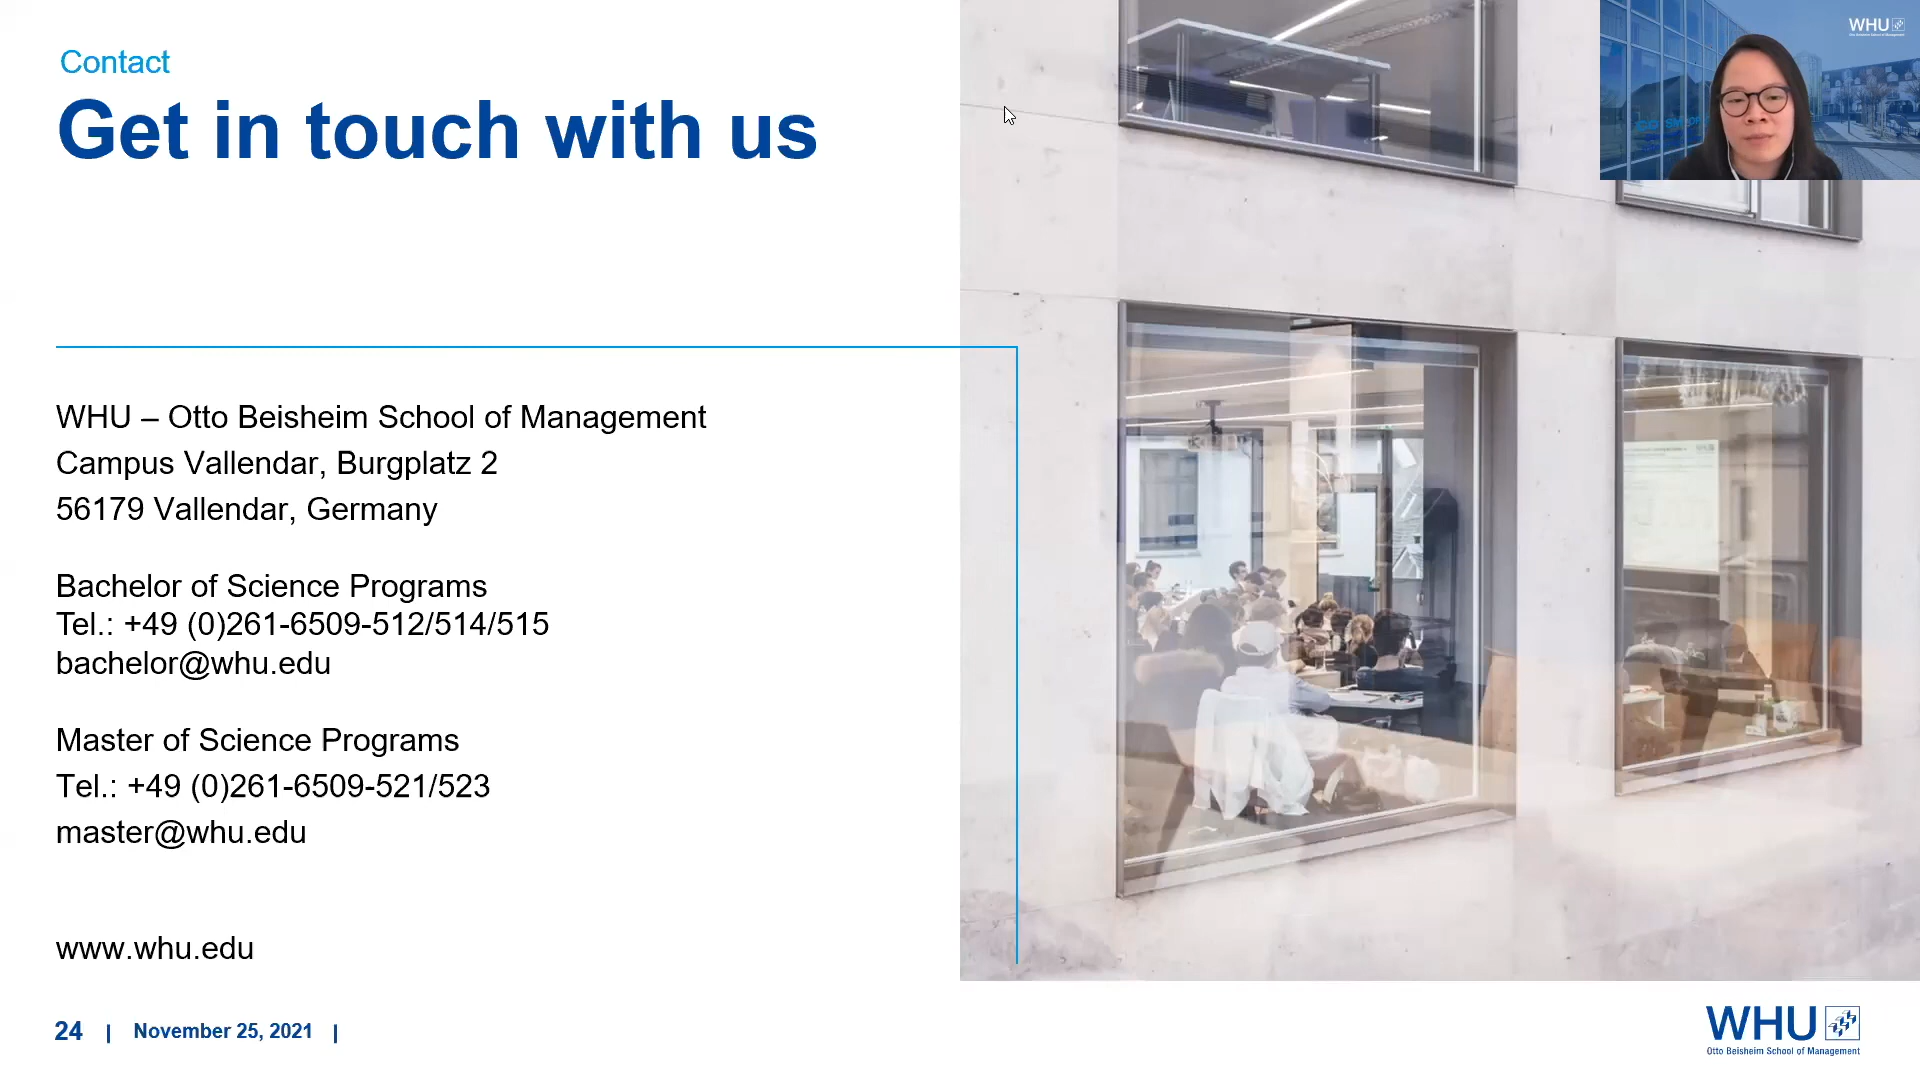 Contact
Get in touch with us
WHU – Otto Beisheim School of Management
Campus Vallendar, Burgplatz 2
56179 Vallendar, Germany
Bachelor of Science Programs
Tel.: +49 (0)261-6509-512/514/515
bachelor@whu.edu
Master of Science Programs
Tel.: +49 (0)261-6509-521/523
master@whu.edu
www.whu.edu
24 | November 25, 2021 |
WHU
WHU
Otto Beisheim School of Management